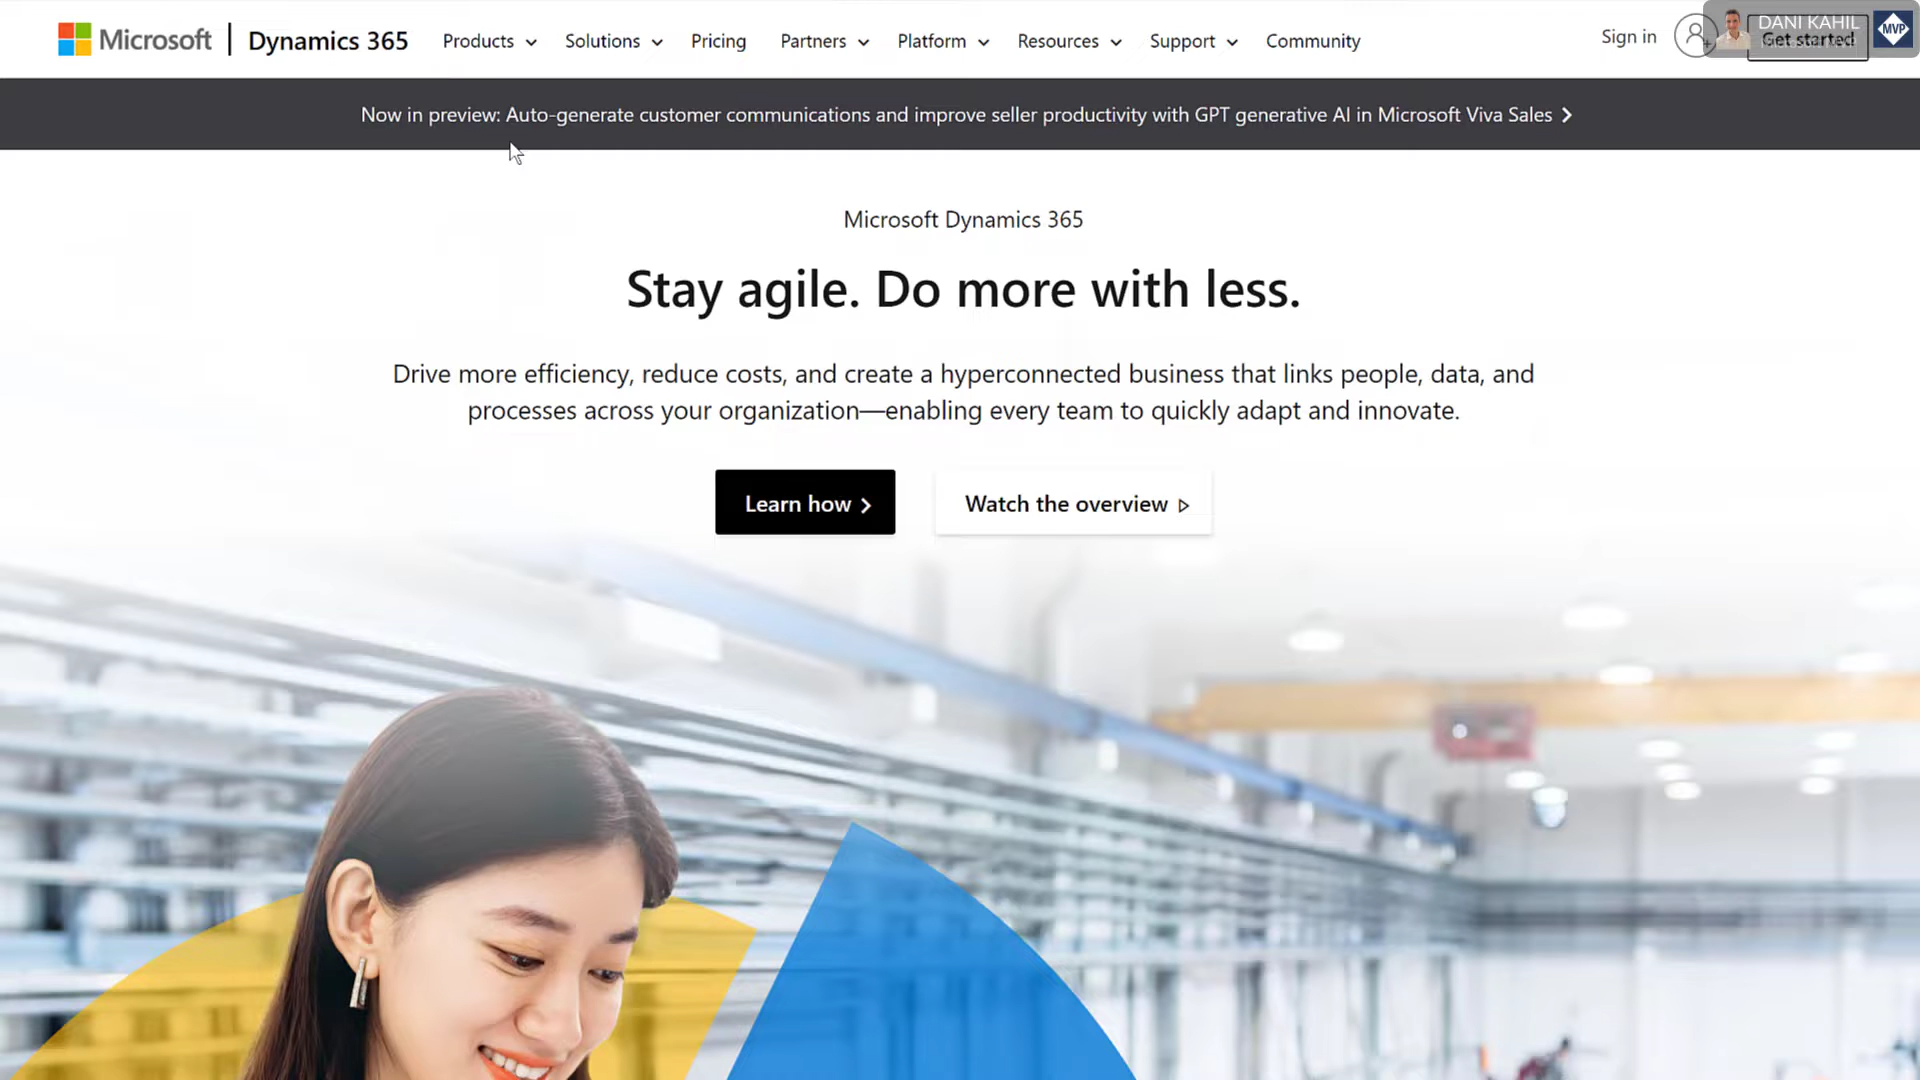 Microsoft
Dynamics 365
Products
Solutions
Pricing
Partners
Platform
Resources
Support
Community
Sign in
DANI KAHIL
Get started
MVP
Now in preview: Auto-generate customer communications and improve seller productivity with GPT generative AI in Microsoft Viva Sales
Microsoft Dynamics 365
Stay agile. Do more with less.
Drive more efficiency, reduce costs, and create a hyperconnected business that links people, data, and
processes across your organization—enabling every team to quickly adapt and innovate.
Learn how
Watch the overview